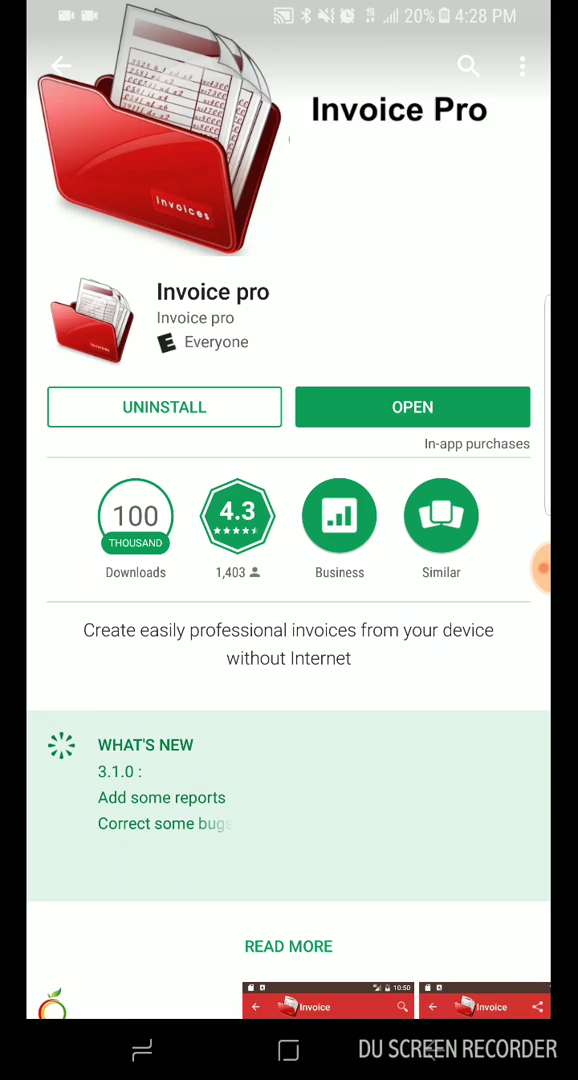 20% 4:28 PM
Invoice Pro
Invoices
Invoice pro
Invoice pro
Everyone
UNINSTALL
OPEN
In-app purchases
100
THOUSAND
4.3
Downloads
1,403
Business
Similar
Create easily professional invoices from your device
without Internet
WHAT'S NEW
3.1.0 :
Add some reports
Correct some bugs
READ MORE
10:50
Invoice
Invoice
DU SCREEN RECORDER